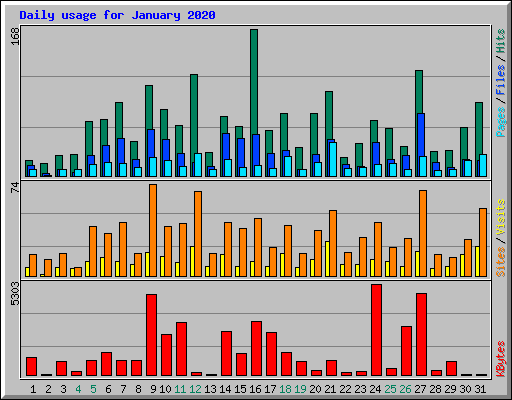 Daily usage for January 2020
168
Pages / Files / Hits
74
Sites / Visits
5303
KBytes
1 2 3 4 5 6 7 8 9 10 11 12 13 14 15 16 17 18 19 20 21 22 23 24 25 26 27 28 29 30 31